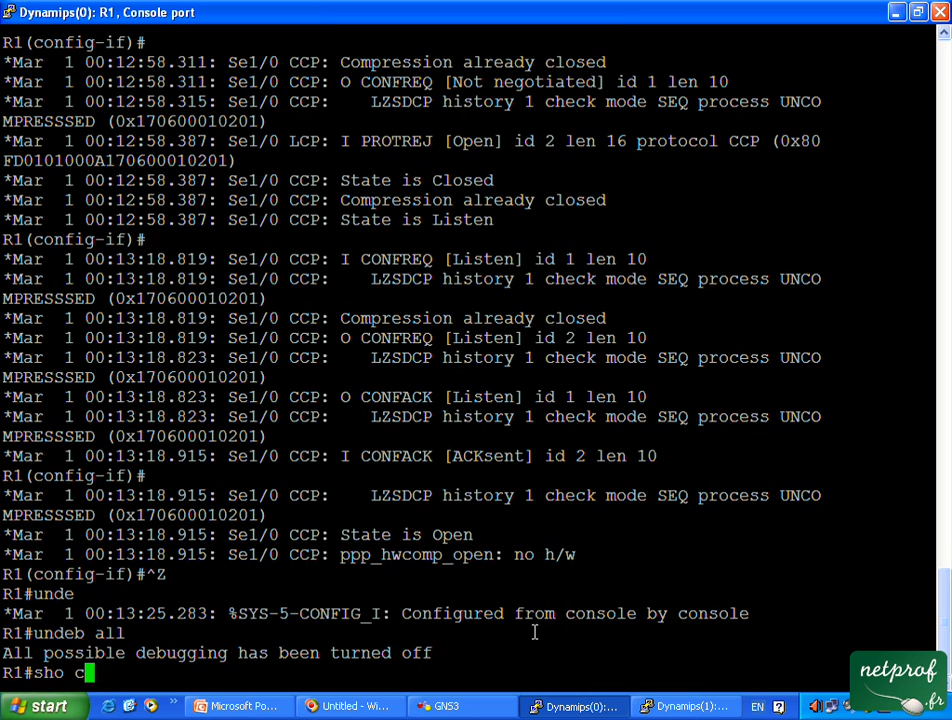 Dynamips(0): R1, Console port
R1(config-if)#
*Mar  1 00:12:58.311: Se1/0 CCP: Compression already closed
*Mar  1 00:12:58.311: Se1/0 CCP: O CONFREQ [Not negotiated] id 1 len 10
*Mar  1 00:12:58.315: Se1/0 CCP:    LZSDCP history 1 check mode SEQ process UNCO
MPRESSSED (0x170600010201)
*Mar  1 00:12:58.387: Se1/0 LCP: I PROTREJ [Open] id 2 len 16 protocol CCP (0x80
FD0101000A170600010201)
*Mar  1 00:12:58.387: Se1/0 CCP: State is Closed
*Mar  1 00:12:58.387: Se1/0 CCP: Compression already closed
*Mar  1 00:12:58.387: Se1/0 CCP: State is Listen
R1(config-if)#
*Mar  1 00:13:18.819: Se1/0 CCP: I CONFREQ [Listen] id 1 len 10
*Mar  1 00:13:18.819: Se1/0 CCP:    LZSDCP history 1 check mode SEQ process UNCO
MPRESSSED (0x170600010201)
*Mar  1 00:13:18.819: Se1/0 CCP: Compression already closed
*Mar  1 00:13:18.819: Se1/0 CCP: O CONFREQ [Listen] id 2 len 10
*Mar  1 00:13:18.823: Se1/0 CCP:    LZSDCP history 1 check mode SEQ process UNCO
MPRESSSED (0x170600010201)
*Mar  1 00:13:18.823: Se1/0 CCP: O CONFACK [Listen] id 1 len 10
*Mar  1 00:13:18.823: Se1/0 CCP:    LZSDCP history 1 check mode SEQ process UNCO
MPRESSSED (0x170600010201)
*Mar  1 00:13:18.915: Se1/0 CCP: I CONFACK [ACKsent] id 2 len 10
R1(config-if)#
*Mar  1 00:13:18.915: Se1/0 CCP:    LZSDCP history 1 check mode SEQ process UNCO
MPRESSSED (0x170600010201)
*Mar  1 00:13:18.915: Se1/0 CCP: State is Open
*Mar  1 00:13:18.915: Se1/0 CCP: ppp_hwcomp_open: no h/w
R1(config-if)#^Z
R1#unde
*Mar  1 00:13:25.283: %SYS-5-CONFIG_I: Configured from console by console
R1#undeb all
All possible debugging has been turned off
R1#sho c
netprof.fr
start
Microsoft Po...
Untitled - Wi...
GNS3
Dynamips(0):...
Dynamips(1):...
EN